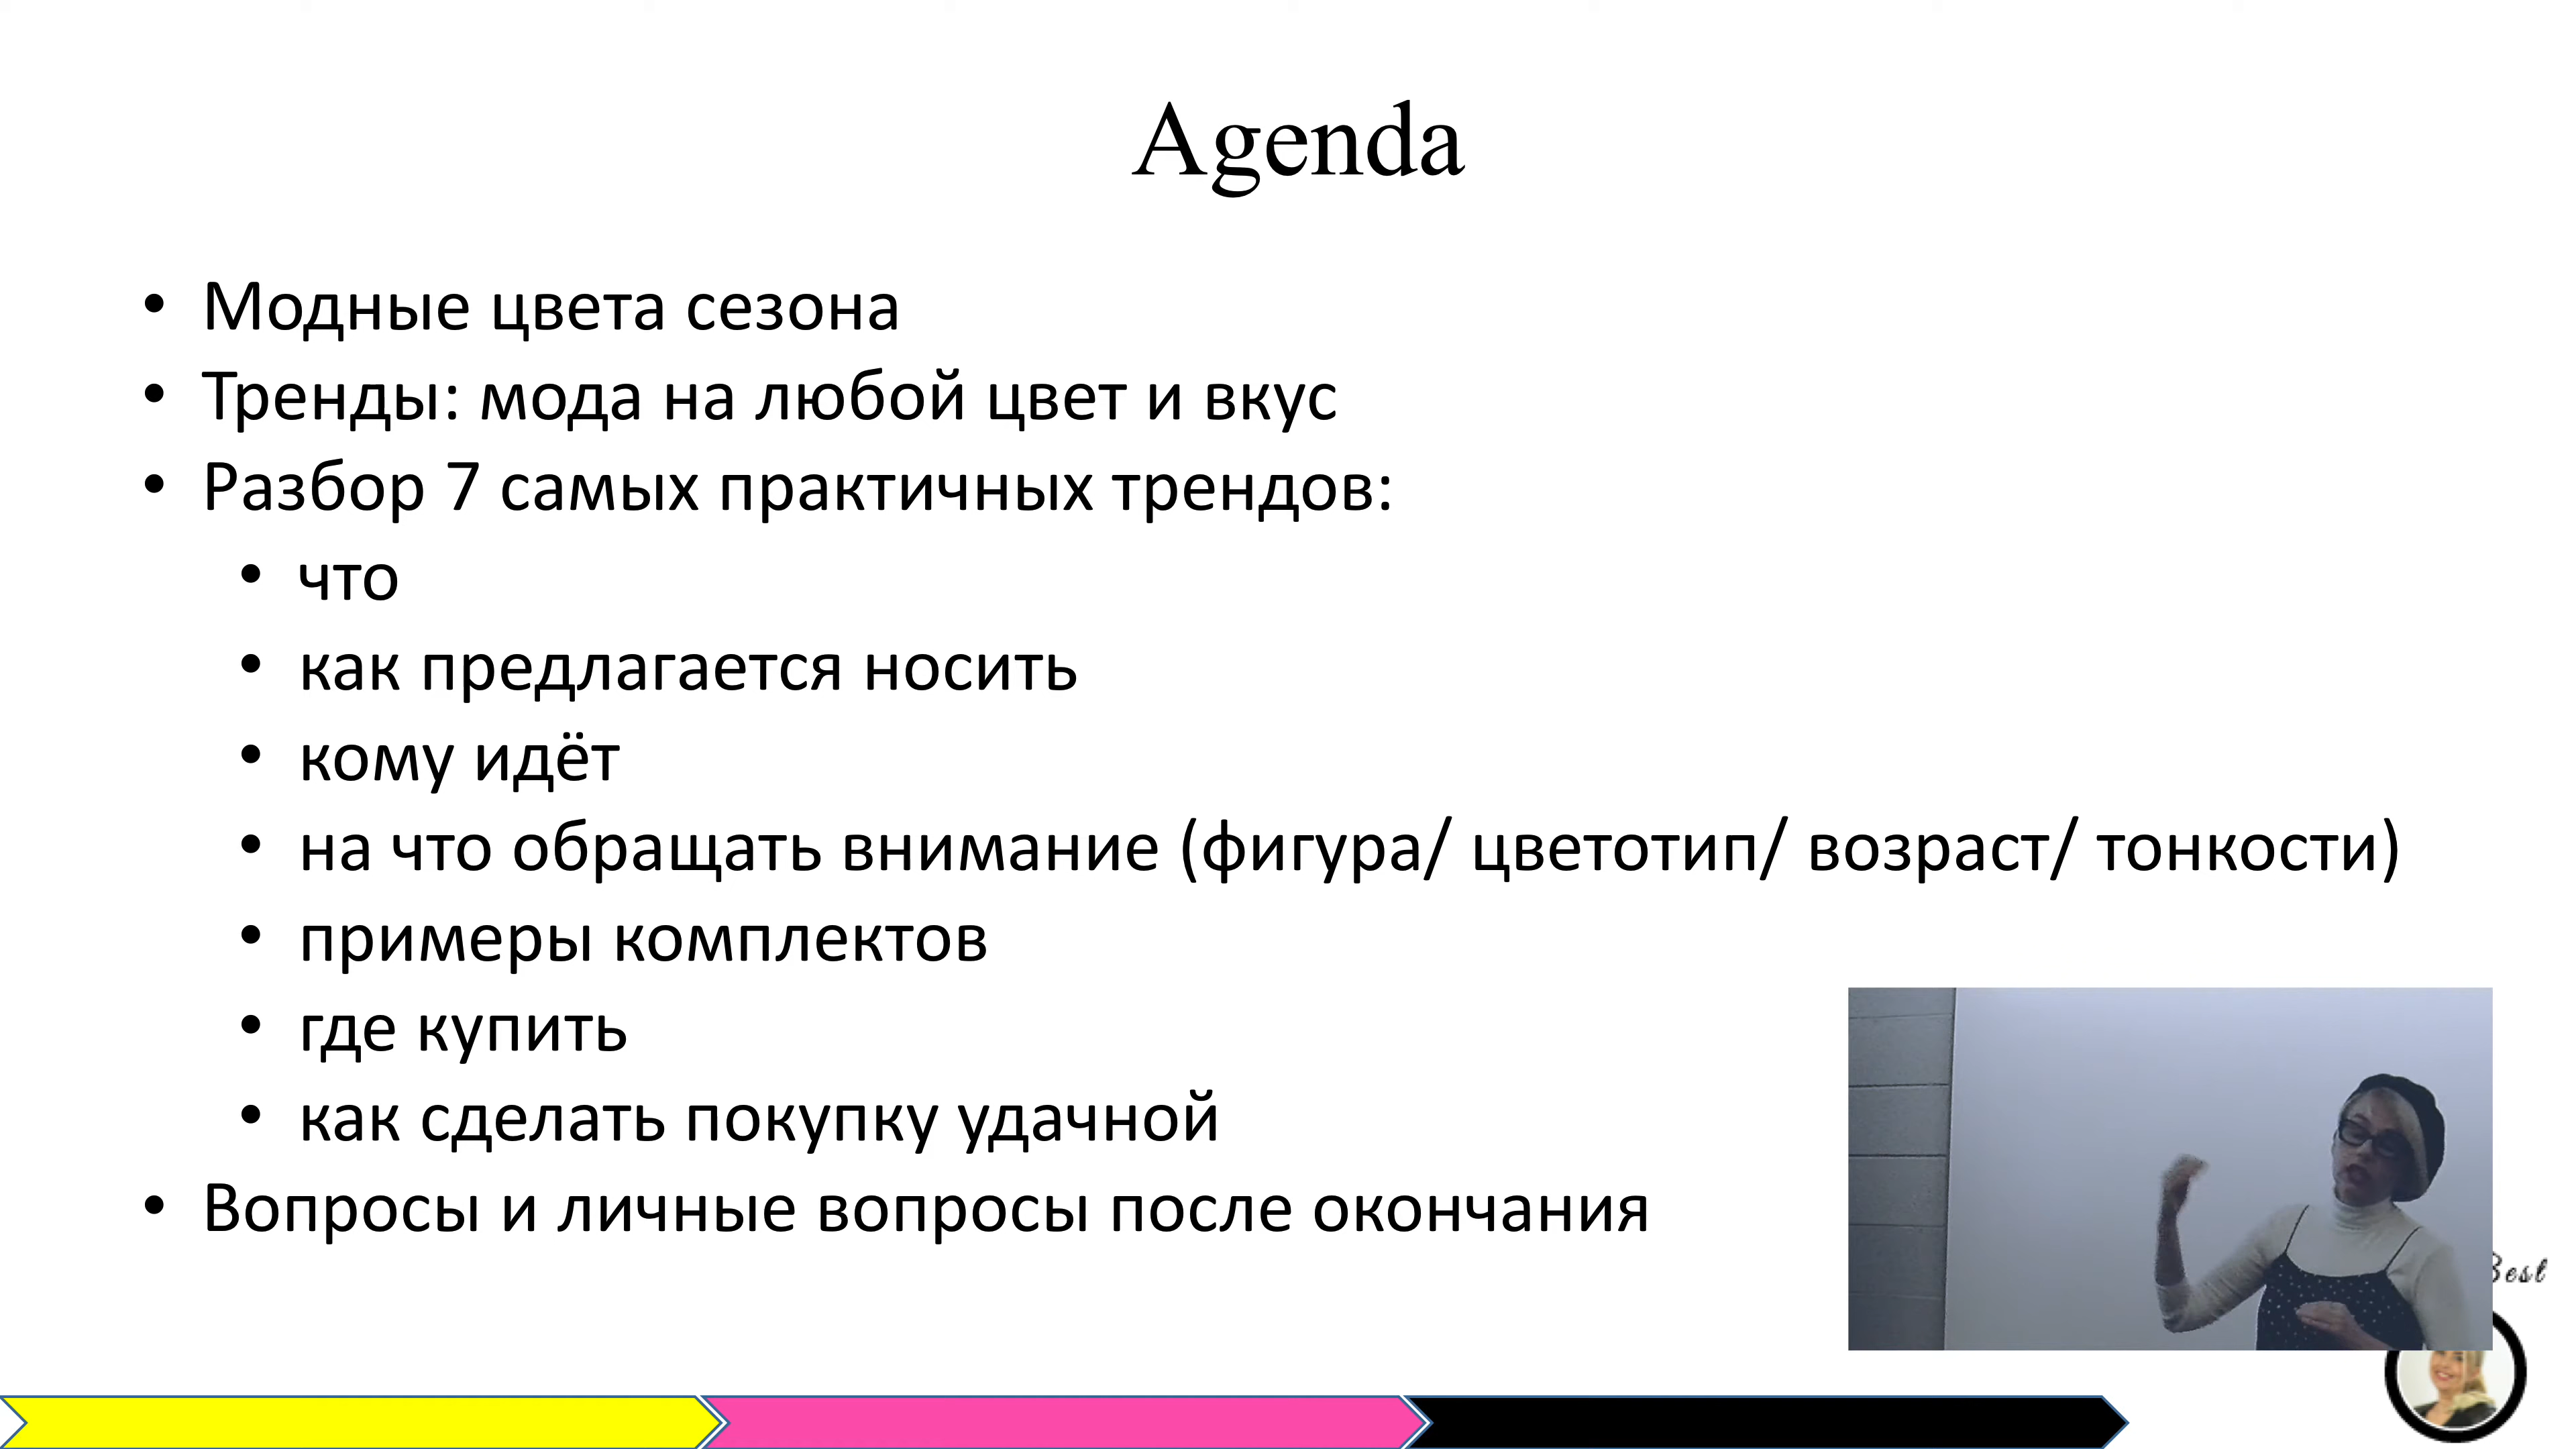 Agenda
• Модные цвета сезона
• Тренды: мода на любой цвет и вкус
• Разбор 7 самых практичных трендов:
• что
• как предлагается носить
• кому идёт
• на что обращать внимание (фигура/ цветотип/ возраст/ тонкости)
• примеры комплектов
• где купить
• как сделать покупку удачной
• Вопросы и личные вопросы после окончания
Best